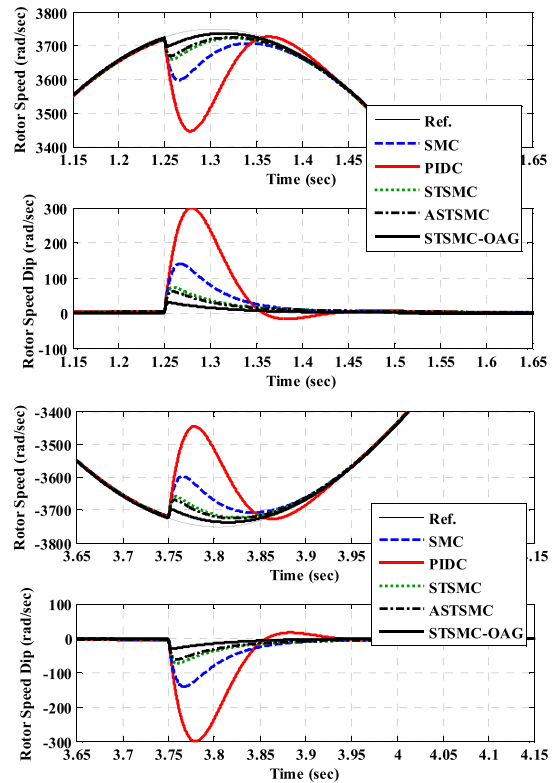 Rotor Speed (rad/sec)
3800
3700
3600
3500
3400
1.15 1.2 1.25 1.3 1.35 1.4 1.45 1.65
Time (sec)
Ref.
SMC
PIDC
STSMC
ASTSMC
STSMC-OAG
Rotor Speed Dip (rad/sec)
300
200
100
0
-100
1.15 1.2 1.25 1.3 1.35 1.4 1.45 1.5 1.55 1.6 1.65
Time (sec)
Rotor Speed (rad/sec)
-3400
-3500
-3600
-3700
-3800
3.65 3.7 3.75 3.8 3.85 3.9 3.95 4.15
Time (sec)
Ref.
SMC
PIDC
STSMC
ASTSMC
STSMC-OAG
Rotor Speed Dip (rad/sec)
100
0
-100
-200
-300
3.65 3.7 3.75 3.8 3.85 3.9 3.95 4 4.05 4.1 4.15
Time (sec)